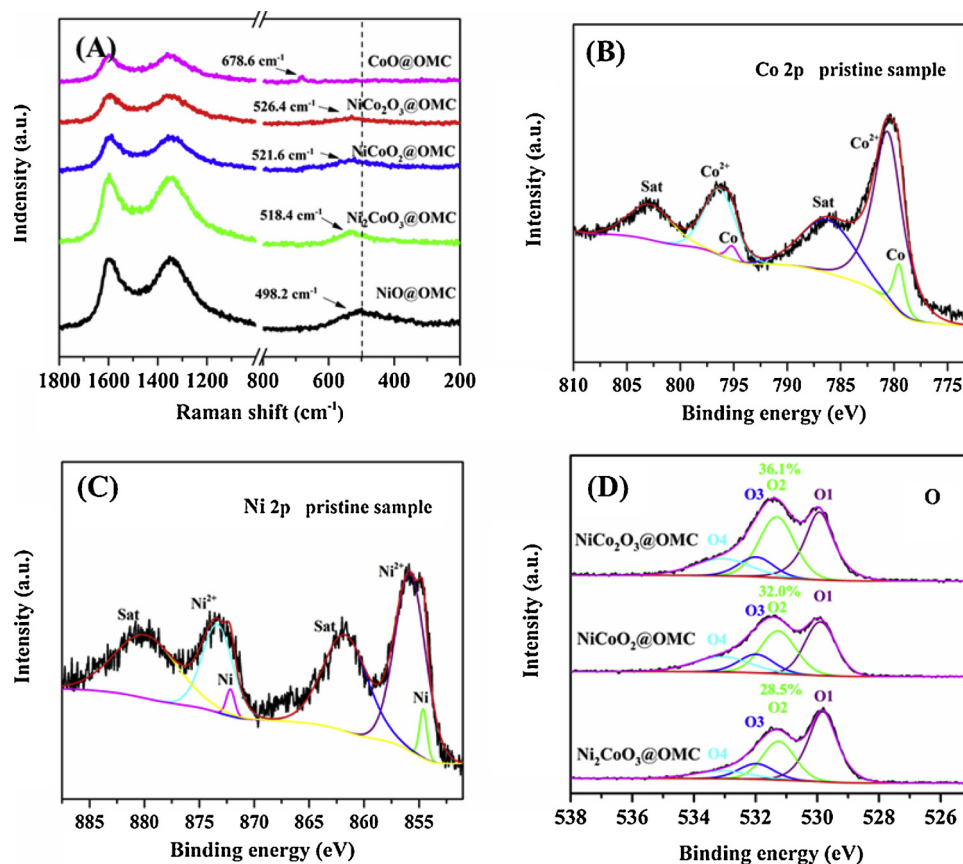 (A)
CoO@OMC
678.6 cm-1
526.4 cm-1
NiCo2O3@OMC
521.6 cm-1
NiCoO2@OMC
518.4 cm-1
Ni2CoO3@OMC
498.2 cm-1
NiO@OMC
Indensity (a.u.)
1800 1600 1400 1200 800 600 400 200
Raman shift (cm-1)
(B)
Co 2p pristine sample
Co2+
Co2+
Sat
Sat
Co
Co
Intensity (a.u.)
810 805 800 795 790 785 780 775
Binding energy (eV)
(C)
Ni 2p pristine sample
Ni2+
Ni2+
Sat
Sat
Ni
Ni
Intensity (a.u.)
885 880 875 870 865 860 855
Binding energy (eV)
(D)
O
36.1%
O3 O2 O1
O4
NiCo2O3@OMC
32.0%
O3 O2 O1
O4
NiCoO2@OMC
28.5%
O3 O2 O1
O4
Ni2CoO3@OMC
Intensity (a.u.)
538 536 534 532 530 528 526
Binding energy (eV)